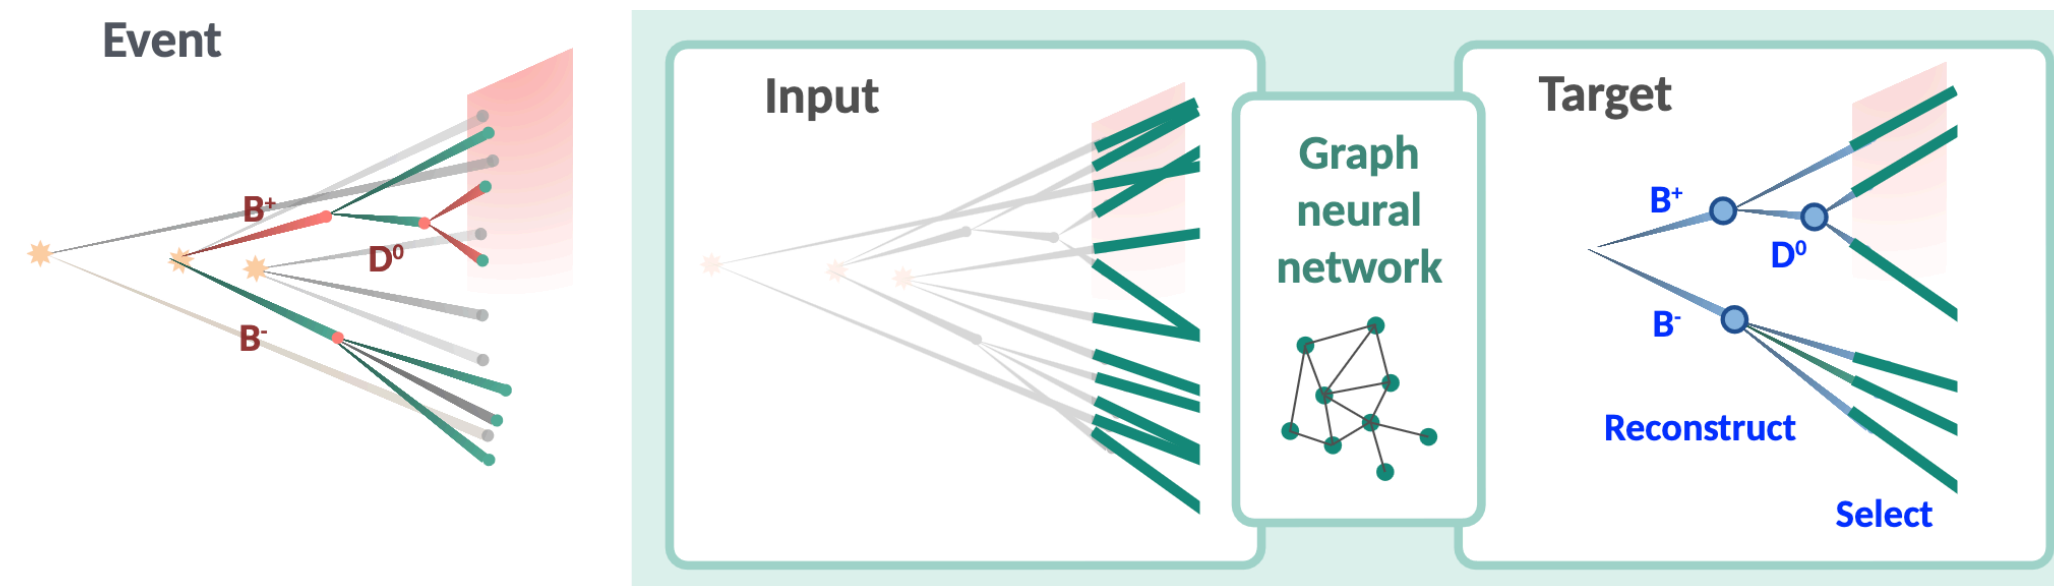 Event
B⁺
D⁰
B⁻
Input
Graph
neural
network
Target
B⁺
D⁰
B⁻
Reconstruct
Select